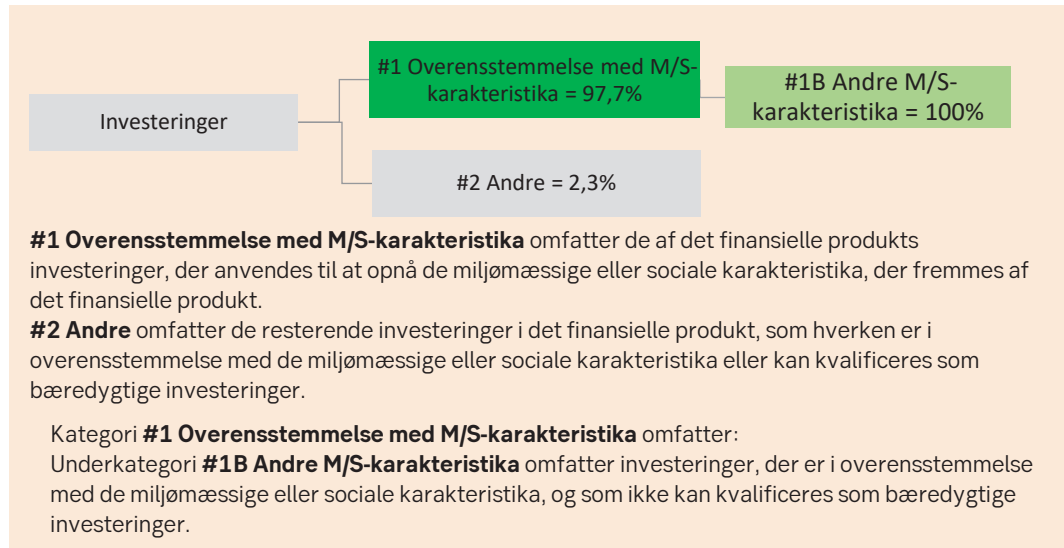 #1 Overensstemmelse med M/S-
karakteristika = 97,7%
#1B Andre M/S-
karakteristika = 100%
Investeringer
#2 Andre = 2,3%
#1 Overensstemmelse med M/S-karakteristika omfatter de af det finansielle produkts
investeringer, der anvendes til at opnå de miljømæssige eller sociale karakteristika, der fremmes af
det finansielle produkt.
#2 Andre omfatter de resterende investeringer i det finansielle produkt, som hverken er i
overensstemmelse med de miljømæssige eller sociale karakteristika eller kan kvalificeres som
bæredygtige investeringer.
Kategori #1 Overensstemmelse med M/S-karakteristika omfatter:
Underkategori #1B Andre M/S-karakteristika omfatter investeringer, der er i overensstemmelse
med de miljømæssige eller sociale karakteristika, og som ikke kan kvalificeres som bæredygtige
investeringer.